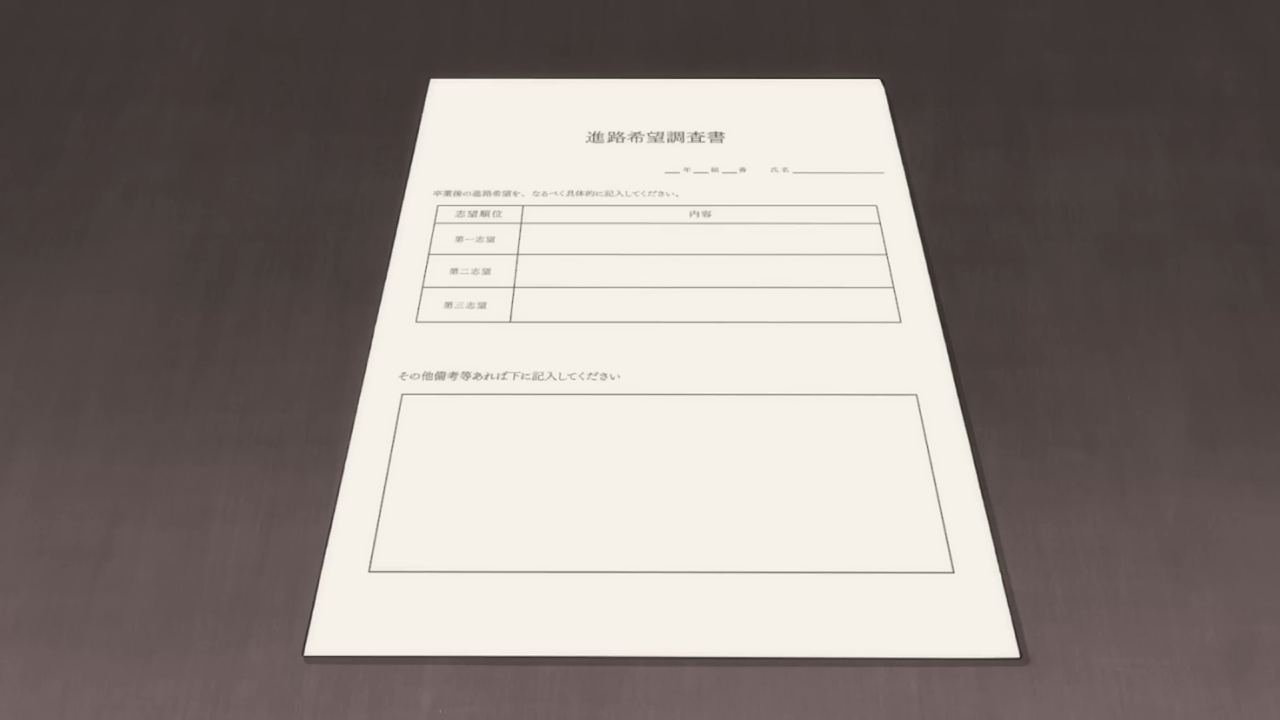 進路希望調査書
年 組 番 氏名
卒業後の進路希望を、なるべく具体的に記入してください。
志望順位 内容
第一志望
第二志望
第三志望
その他備考等あれば下に記入してください